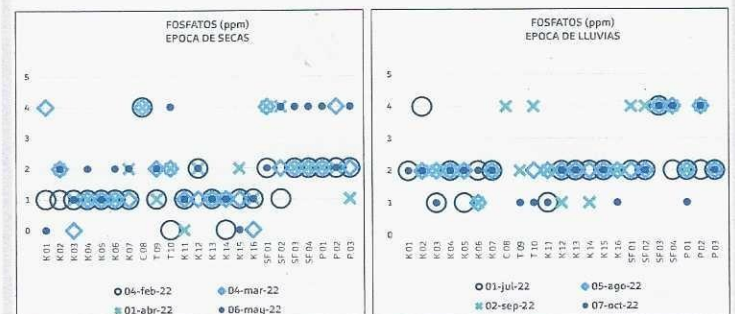 FOSFATOS (ppm)
EPOCA DE SECAS
5
4
3
2
1
0
K 01
K 02
K 03
K 04
K 05
K 06
K 07
C 08
T 09
T 10
K 11
K 12
K 13
K 14
K 15
K 16
SF 01
SF 02
SF 03
SF 04
P 01
P 02
P 03
04-feb-22
04-mar-22
01-abr-22
06-may-22
FOSFATOS (ppm)
EPOCA DE LLUVIAS
5
4
3
2
1
0
K 01
K 02
K 03
K 04
K 05
K 06
K 07
C 08
T 09
T 10
K 11
K 12
K 13
K 14
K 15
K 16
SF 01
SF 02
SF 03
SF 04
P 01
P 02
P 03
01-jul-22
05-ago-22
02-sep-22
07-oct-22